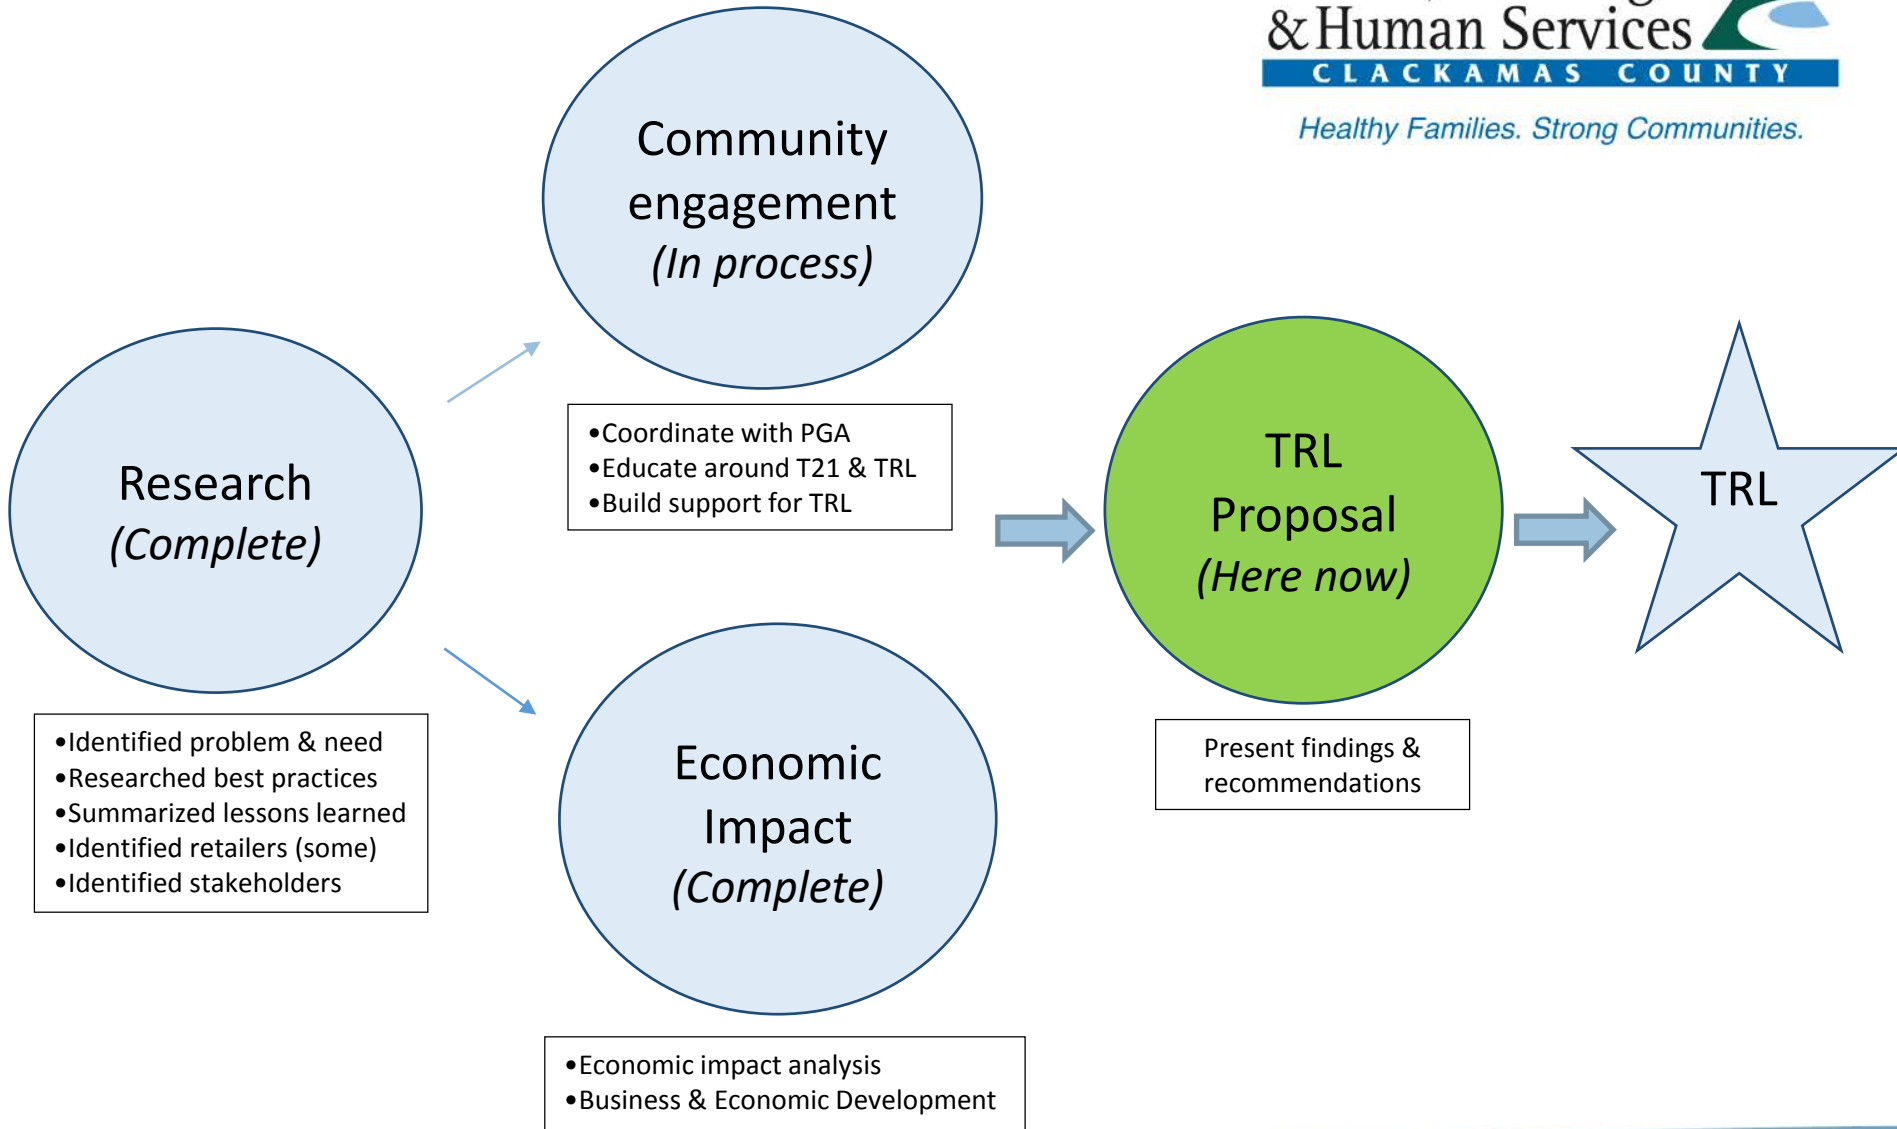 & Human Services
CLACKAMAS COUNTY
Healthy Families. Strong Communities.
Community
engagement
(In process)
•Coordinate with PGA
•Educate around T21 & TRL
•Build support for TRL
Research
(Complete)
•Identified problem & need
•Researched best practices
•Summarized lessons learned
•Identified retailers (some)
•Identified stakeholders
Economic
Impact
(Complete)
•Economic impact analysis
•Business & Economic Development
TRL
Proposal
(Here now)
Present findings &
recommendations
TRL